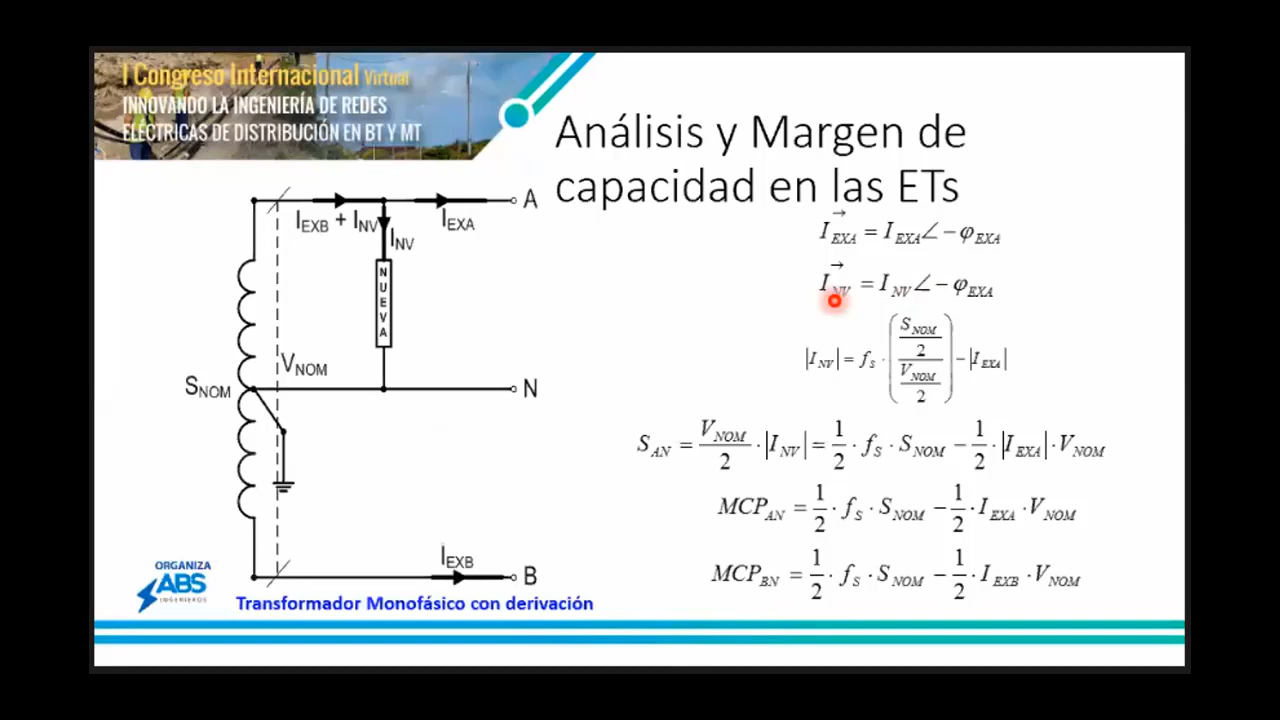 I Congreso Internacional Virtual
INNOVANDO LA INGENIERÍA DE REDES
ELÉCTRICAS DE DISTRIBUCIÓN EN BT Y MT
Análisis y Margen de
capacidad en las ETs
I_EXB + I_NV
I_EXA
A
I_NV
NUEVA
V_NOM
S_NOM
N
I_EXB
B
I_EXA = I_EXA∠−φ_EXA
I_NV = I_NV∠−φ_EXA
|I_NV| = f_S · ((S_NOM/2)/(V_NOM/2)) − |I_EXA|
S_AN = V_NOM/2 · |I_NV| = 1/2 · f_S · S_NOM − 1/2 · |I_EXA| · V_NOM
MCP_AN = 1/2 · f_S · S_NOM − 1/2 · I_EXA · V_NOM
MCP_BN = 1/2 · f_S · S_NOM − 1/2 · I_EXB · V_NOM
ORGANIZA
ABS
INGENIEROS
Transformador Monofásico con derivación